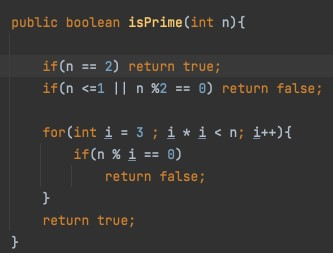 public boolean isPrime(int n){
if(n == 2) return true;
if(n <=1 || n %2 == 0) return false;
for(int i = 3 ; i * i < n; i++){
if(n % i == 0)
return false;
}
return true;
}